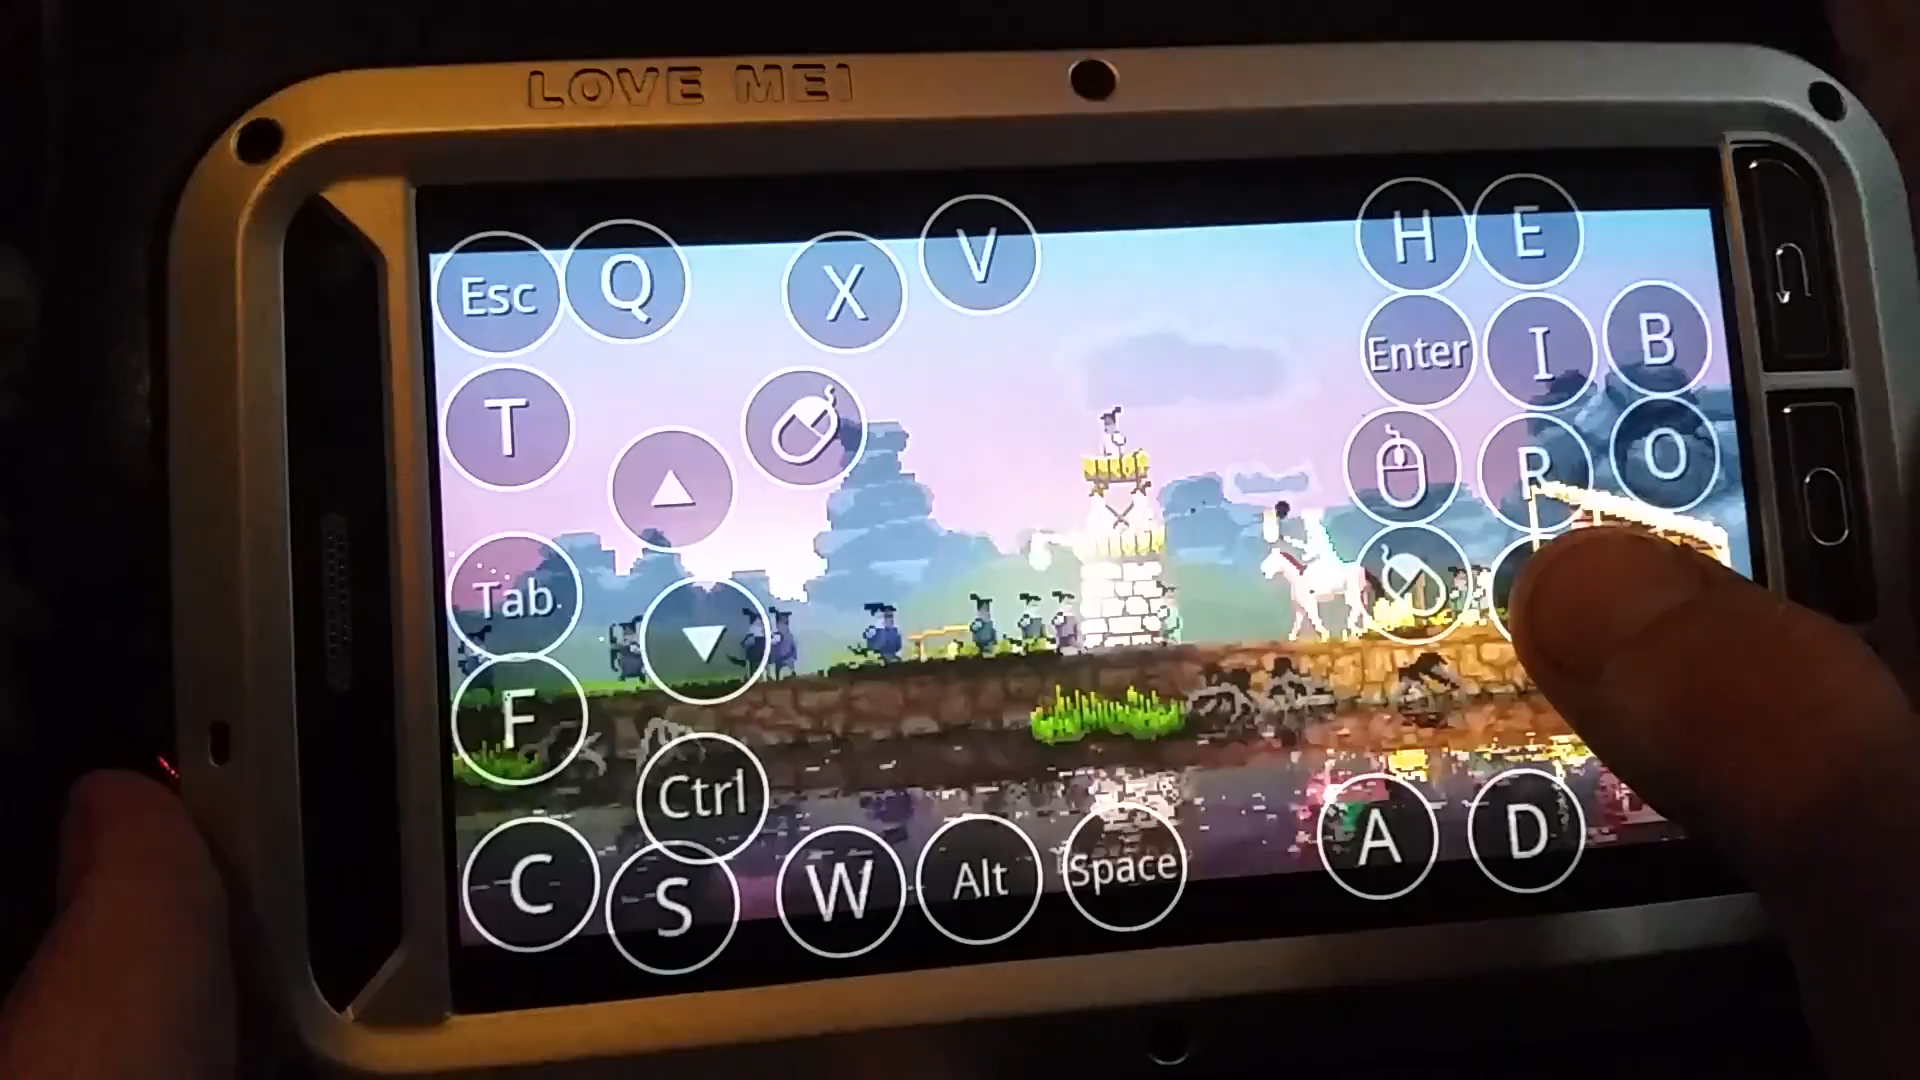 LOVE MEI
Esc Q X V H E
Enter I B
T
R O
Tab
F
Ctrl
C S W Alt Space A D